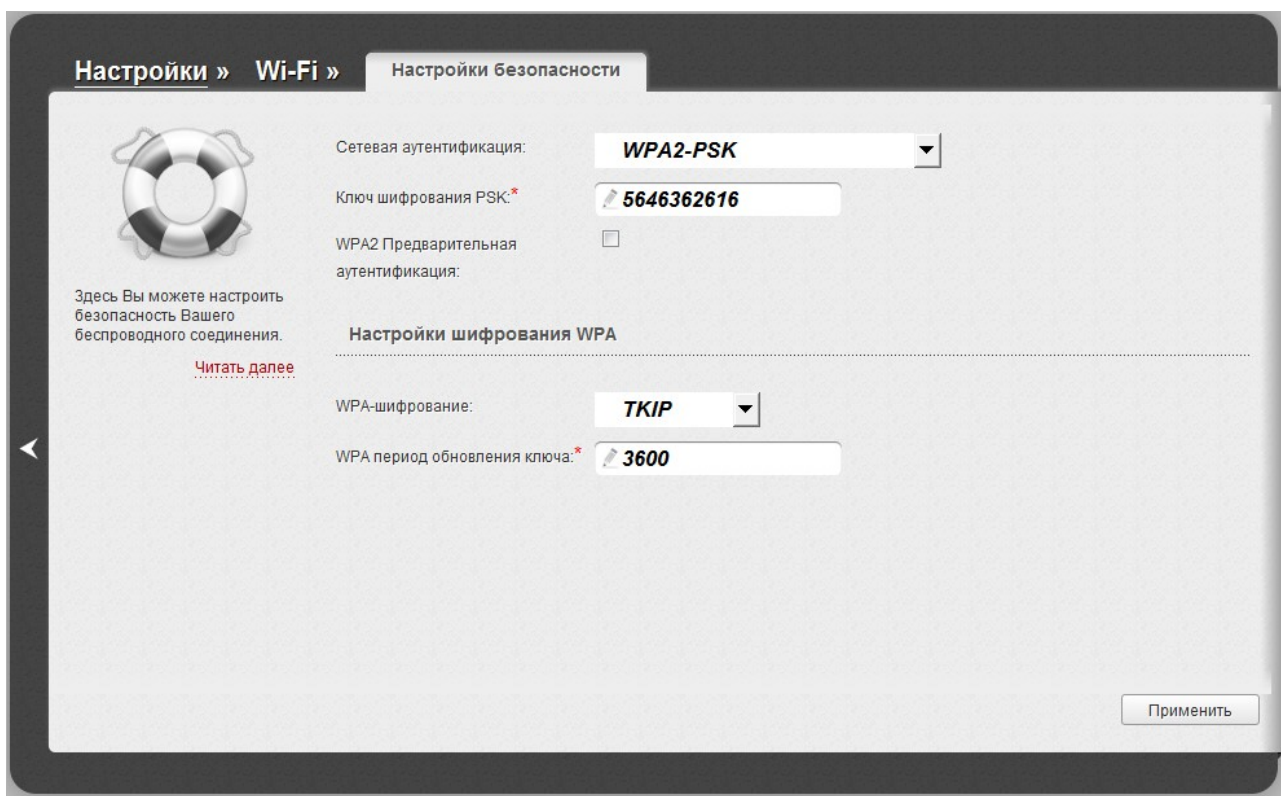 Настройки » Wi-Fi » Настройки безопасности
Сетевая аутентификация: WPA2-PSK
Ключ шифрования PSK:* 5646362616
WPA2 Предварительная
аутентификация:
Здесь Вы можете настроить
безопасность Вашего
беспроводного соединения.
Читать далее
Настройки шифрования WPA
WPA-шифрование: TKIP
WPA период обновления ключа:* 3600
Применить